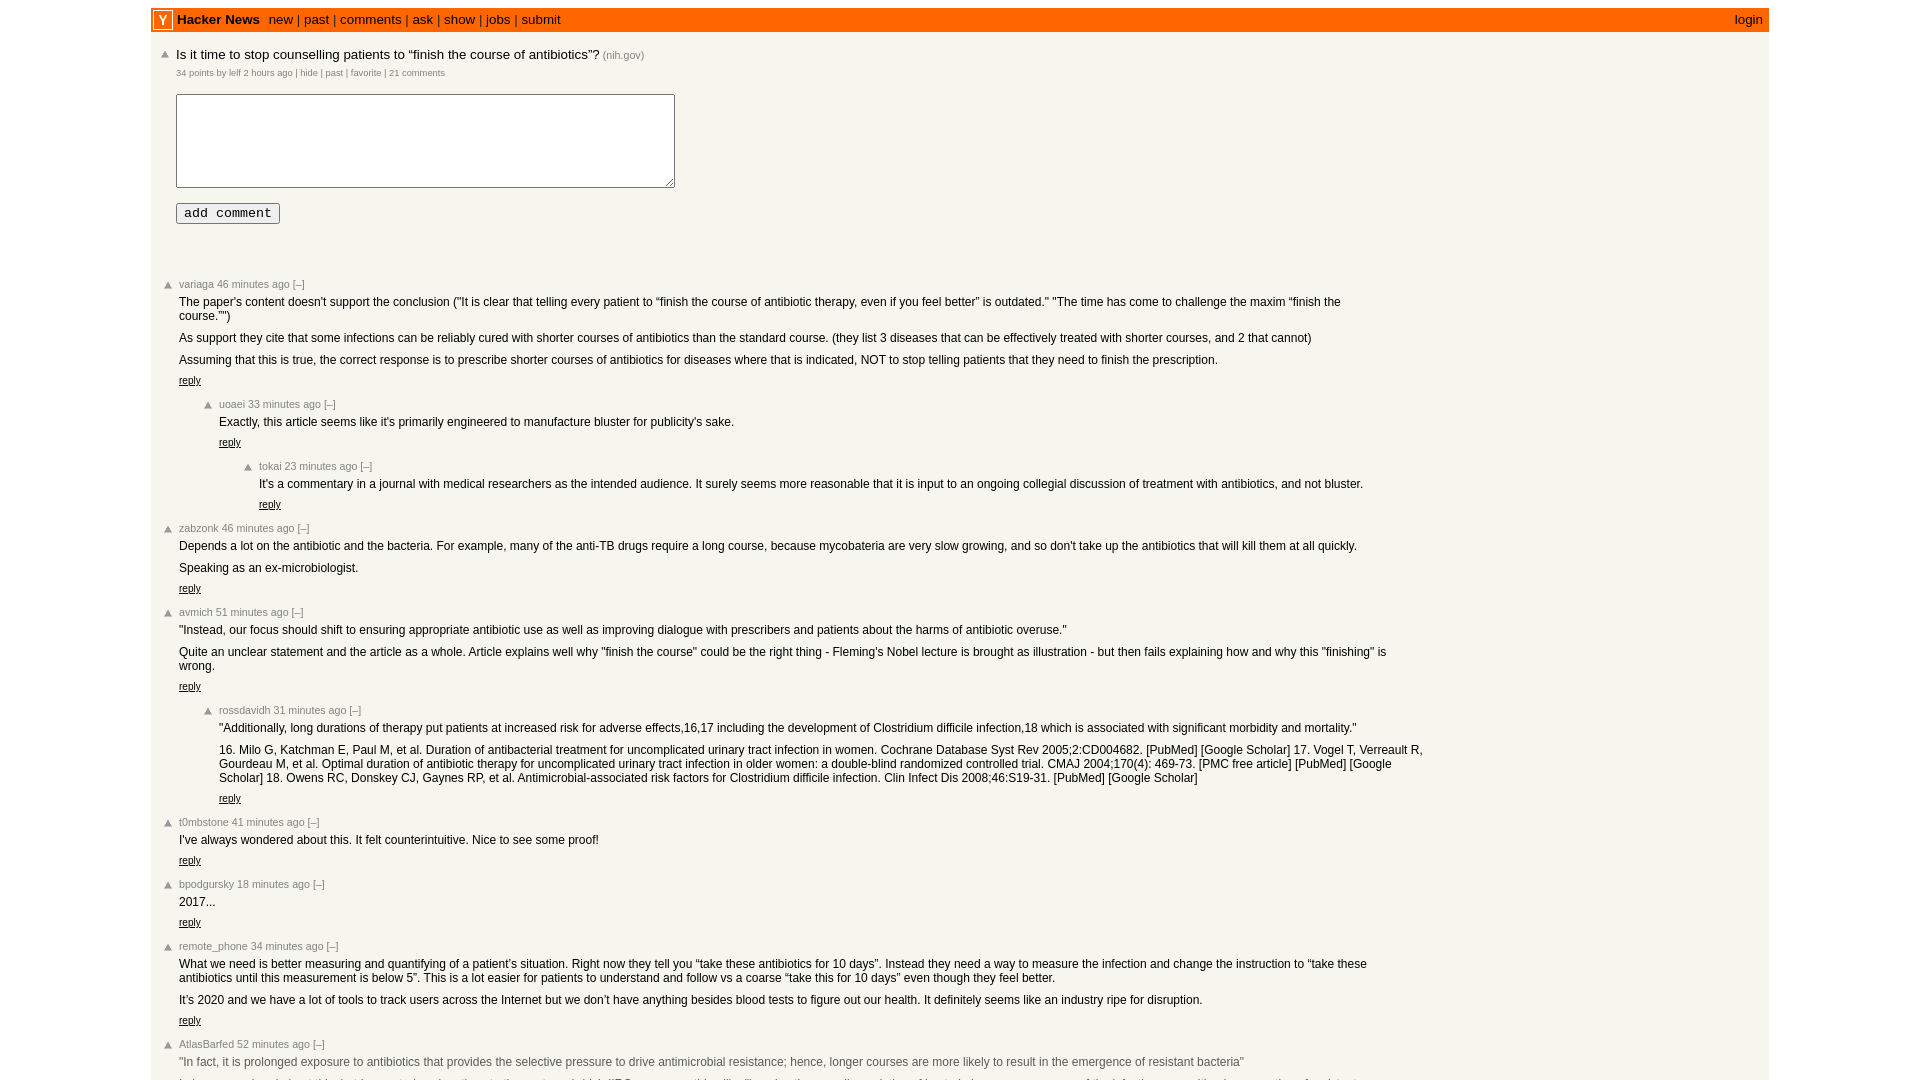 Y Hacker News new | past | comments | ask | show | jobs | submit login
Is it time to stop counselling patients to “finish the course of antibiotics”? (nih.gov)
34 points by lelf 2 hours ago | hide | past | favorite | 21 comments
add comment
variaga 46 minutes ago [–]
The paper's content doesn't support the conclusion ("It is clear that telling every patient to “finish the course of antibiotic therapy, even if you feel better” is outdated." "The time has come to challenge the maxim “finish the
course.”")
As support they cite that some infections can be reliably cured with shorter courses of antibiotics than the standard course. (they list 3 diseases that can be effectively treated with shorter courses, and 2 that cannot)
Assuming that this is true, the correct response is to prescribe shorter courses of antibiotics for diseases where that is indicated, NOT to stop telling patients that they need to finish the prescription.
reply
uoaei 33 minutes ago [–]
Exactly, this article seems like it's primarily engineered to manufacture bluster for publicity's sake.
reply
tokai 23 minutes ago [–]
It's a commentary in a journal with medical researchers as the intended audience. It surely seems more reasonable that it is input to an ongoing collegial discussion of treatment with antibiotics, and not bluster.
reply
zabzonk 46 minutes ago [–]
Depends a lot on the antibiotic and the bacteria. For example, many of the anti-TB drugs require a long course, because mycobateria are very slow growing, and so don't take up the antibiotics that will kill them at all quickly.
Speaking as an ex-microbiologist.
reply
avmich 51 minutes ago [–]
"Instead, our focus should shift to ensuring appropriate antibiotic use as well as improving dialogue with prescribers and patients about the harms of antibiotic overuse."
Quite an unclear statement and the article as a whole. Article explains well why "finish the course" could be the right thing - Fleming's Nobel lecture is brought as illustration - but then fails explaining how and why this "finishing" is
wrong.
reply
rossdavidh 31 minutes ago [–]
"Additionally, long durations of therapy put patients at increased risk for adverse effects,16,17 including the development of Clostridium difficile infection,18 which is associated with significant morbidity and mortality."
16. Milo G, Katchman E, Paul M, et al. Duration of antibacterial treatment for uncomplicated urinary tract infection in women. Cochrane Database Syst Rev 2005;2:CD004682. [PubMed] [Google Scholar] 17. Vogel T, Verreault R,
Gourdeau M, et al. Optimal duration of antibiotic therapy for uncomplicated urinary tract infection in older women: a double-blind randomized controlled trial. CMAJ 2004;170(4): 469-73. [PMC free article] [PubMed] [Google
Scholar] 18. Owens RC, Donskey CJ, Gaynes RP, et al. Antimicrobial-associated risk factors for Clostridium difficile infection. Clin Infect Dis 2008;46:S19-31. [PubMed] [Google Scholar]
reply
t0mbstone 41 minutes ago [–]
I've always wondered about this. It felt counterintuitive. Nice to see some proof!
reply
bpodgursky 18 minutes ago [–]
2017...
reply
remote_phone 34 minutes ago [–]
What we need is better measuring and quantifying of a patient’s situation. Right now they tell you “take these antibiotics for 10 days”. Instead they need a way to measure the infection and change the instruction to “take these
antibiotics until this measurement is below 5”. This is a lot easier for patients to understand and follow vs a coarse “take this for 10 days” even though they feel better.
It’s 2020 and we have a lot of tools to track users across the Internet but we don’t have anything besides blood tests to figure out our health. It definitely seems like an industry ripe for disruption.
reply
AtlasBarfed 52 minutes ago [–]
"In fact, it is prolonged exposure to antibiotics that provides the selective pressure to drive antimicrobial resistance; hence, longer courses are more likely to result in the emergence of resistant bacteria"